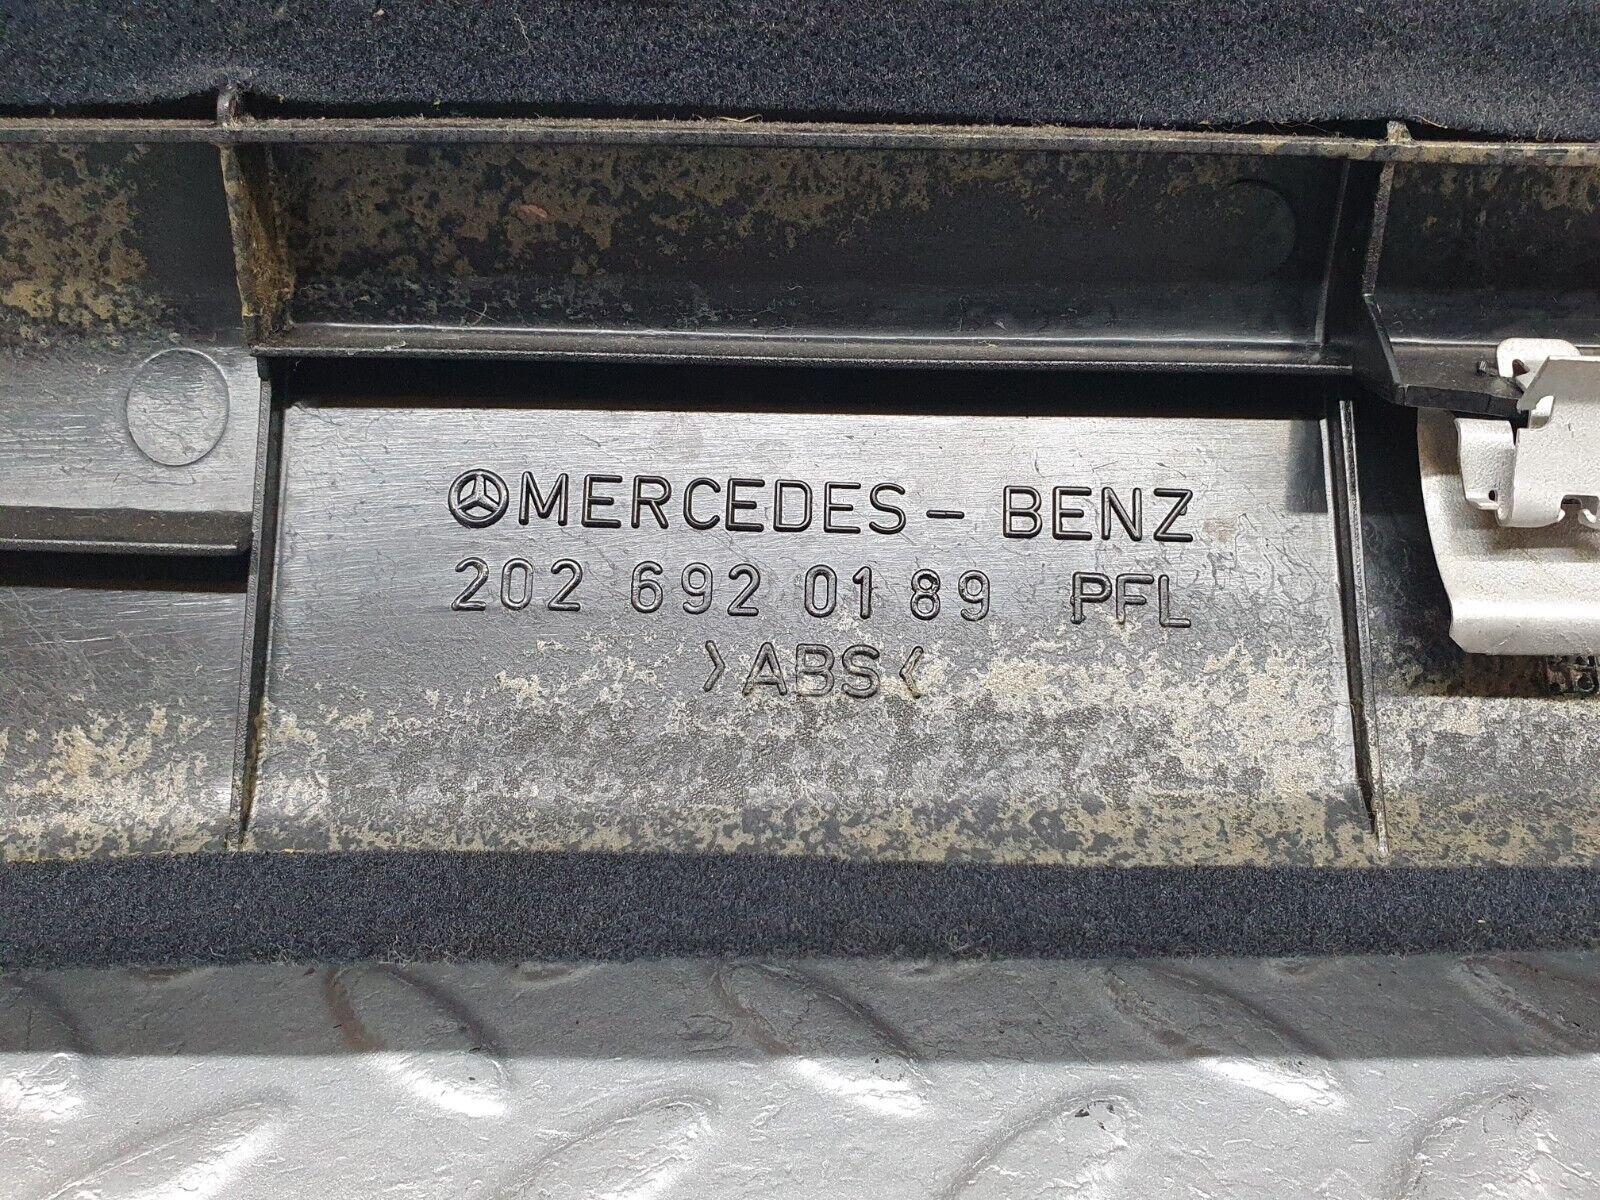 MERCEDES - BENZ
202 692 01 89 PFL
>ABS<